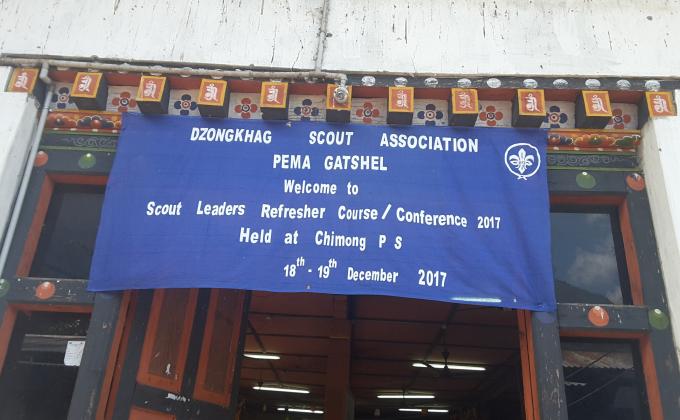 DZONGKHAG SCOUT ASSOCIATION
PEMA GATSHEL
Welcome to
Scout Leaders Refresher Course/Conference 2017
Held at Chimong P S
18th - 19th December 2017